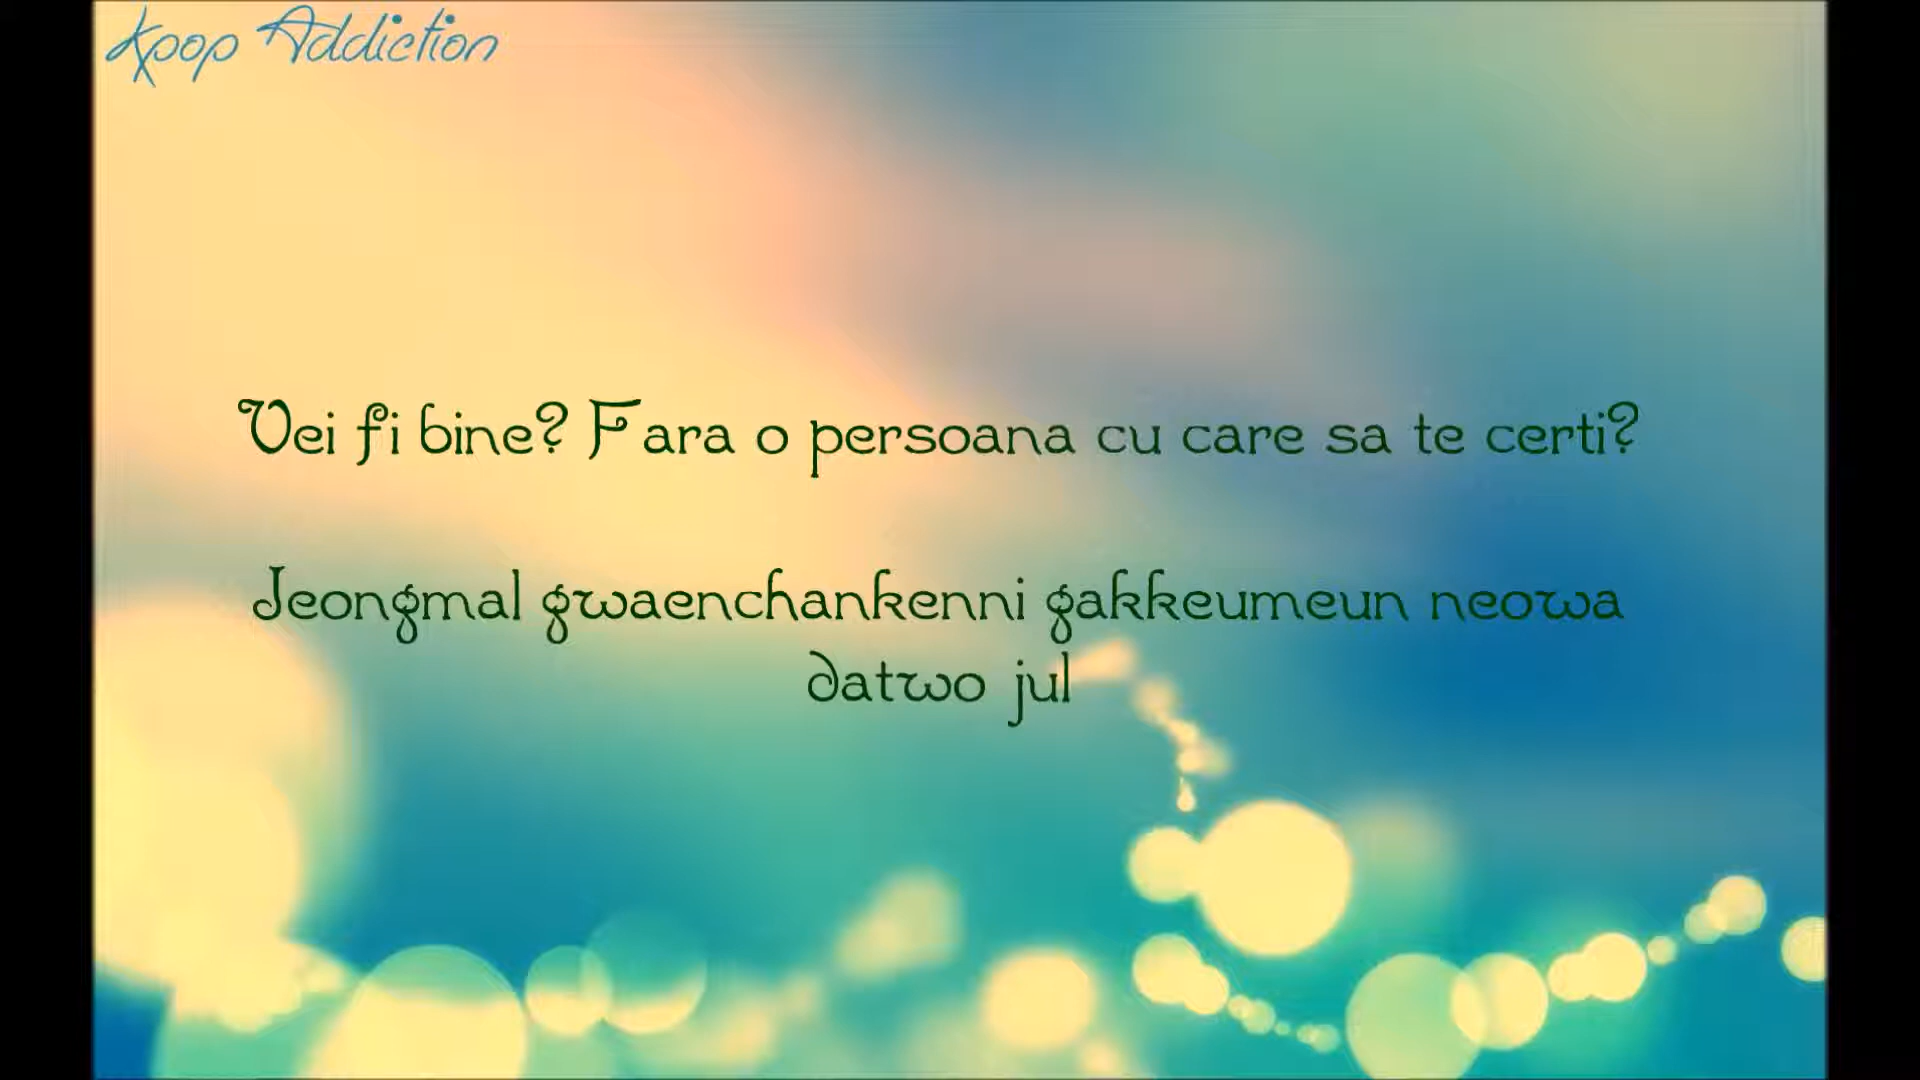 Kpop Addiction
Vei fi bine? Fara o persoana cu care sa te certi?
Jeongmal gwaenchankenni gakkeumeun neowa
datwo jul